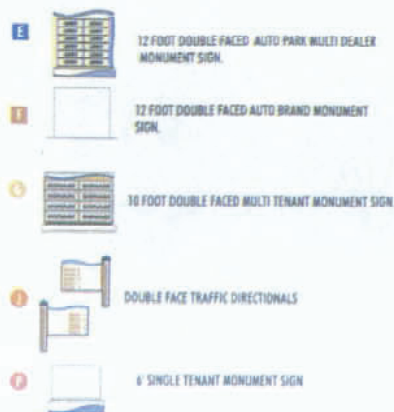 E
12 FOOT DOUBLE FACED AUTO PARK MULTI DEALER
MONUMENT SIGN.
F
12 FOOT DOUBLE FACED AUTO BRAND MONUMENT
SIGN.
G
10 FOOT DOUBLE FACED MULTI TENANT MONUMENT SIGN
J
DOUBLE FACE TRAFFIC DIRECTIONALS
P
6' SINGLE TENANT MONUMENT SIGN